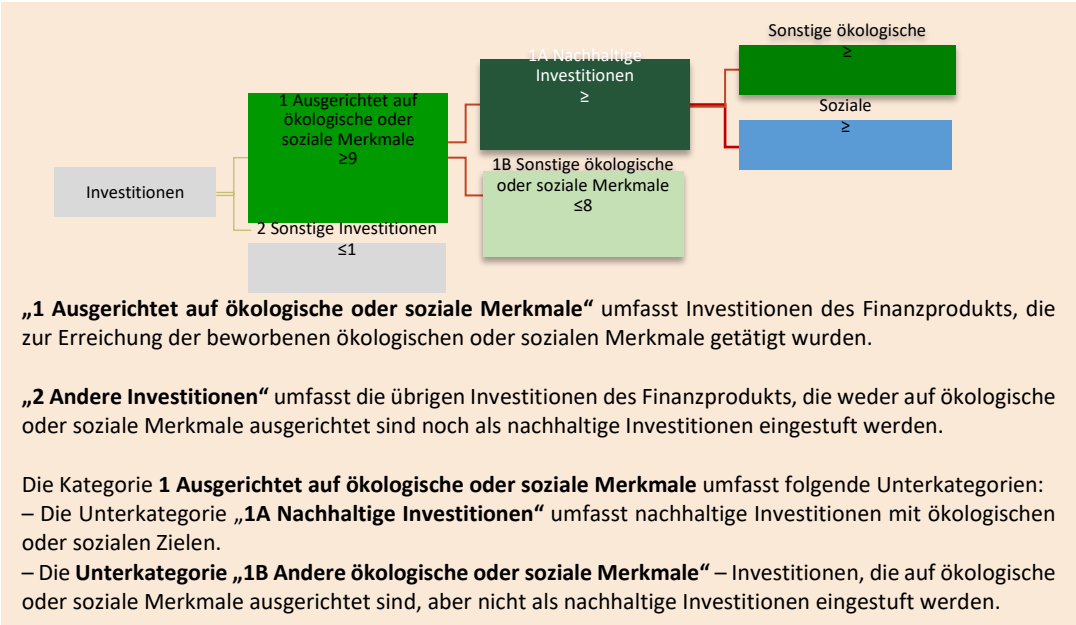 Investitionen
1 Ausgerichtet auf
ökologische oder
soziale Merkmale
≥9
2 Sonstige Investitionen
≤1
1A Nachhaltige
Investitionen
≥
1B Sonstige ökologische
oder soziale Merkmale
≤8
Sonstige ökologische
≥
Soziale
≥
„1 Ausgerichtet auf ökologische oder soziale Merkmale“ umfasst Investitionen des Finanzprodukts, die
zur Erreichung der beworbenen ökologischen oder sozialen Merkmale getätigt wurden.
„2 Andere Investitionen“ umfasst die übrigen Investitionen des Finanzprodukts, die weder auf ökologische
oder soziale Merkmale ausgerichtet sind noch als nachhaltige Investitionen eingestuft werden.
Die Kategorie 1 Ausgerichtet auf ökologische oder soziale Merkmale umfasst folgende Unterkategorien:
– Die Unterkategorie „1A Nachhaltige Investitionen“ umfasst nachhaltige Investitionen mit ökologischen
oder sozialen Zielen.
– Die Unterkategorie „1B Andere ökologische oder soziale Merkmale“ – Investitionen, die auf ökologische
oder soziale Merkmale ausgerichtet sind, aber nicht als nachhaltige Investitionen eingestuft werden.